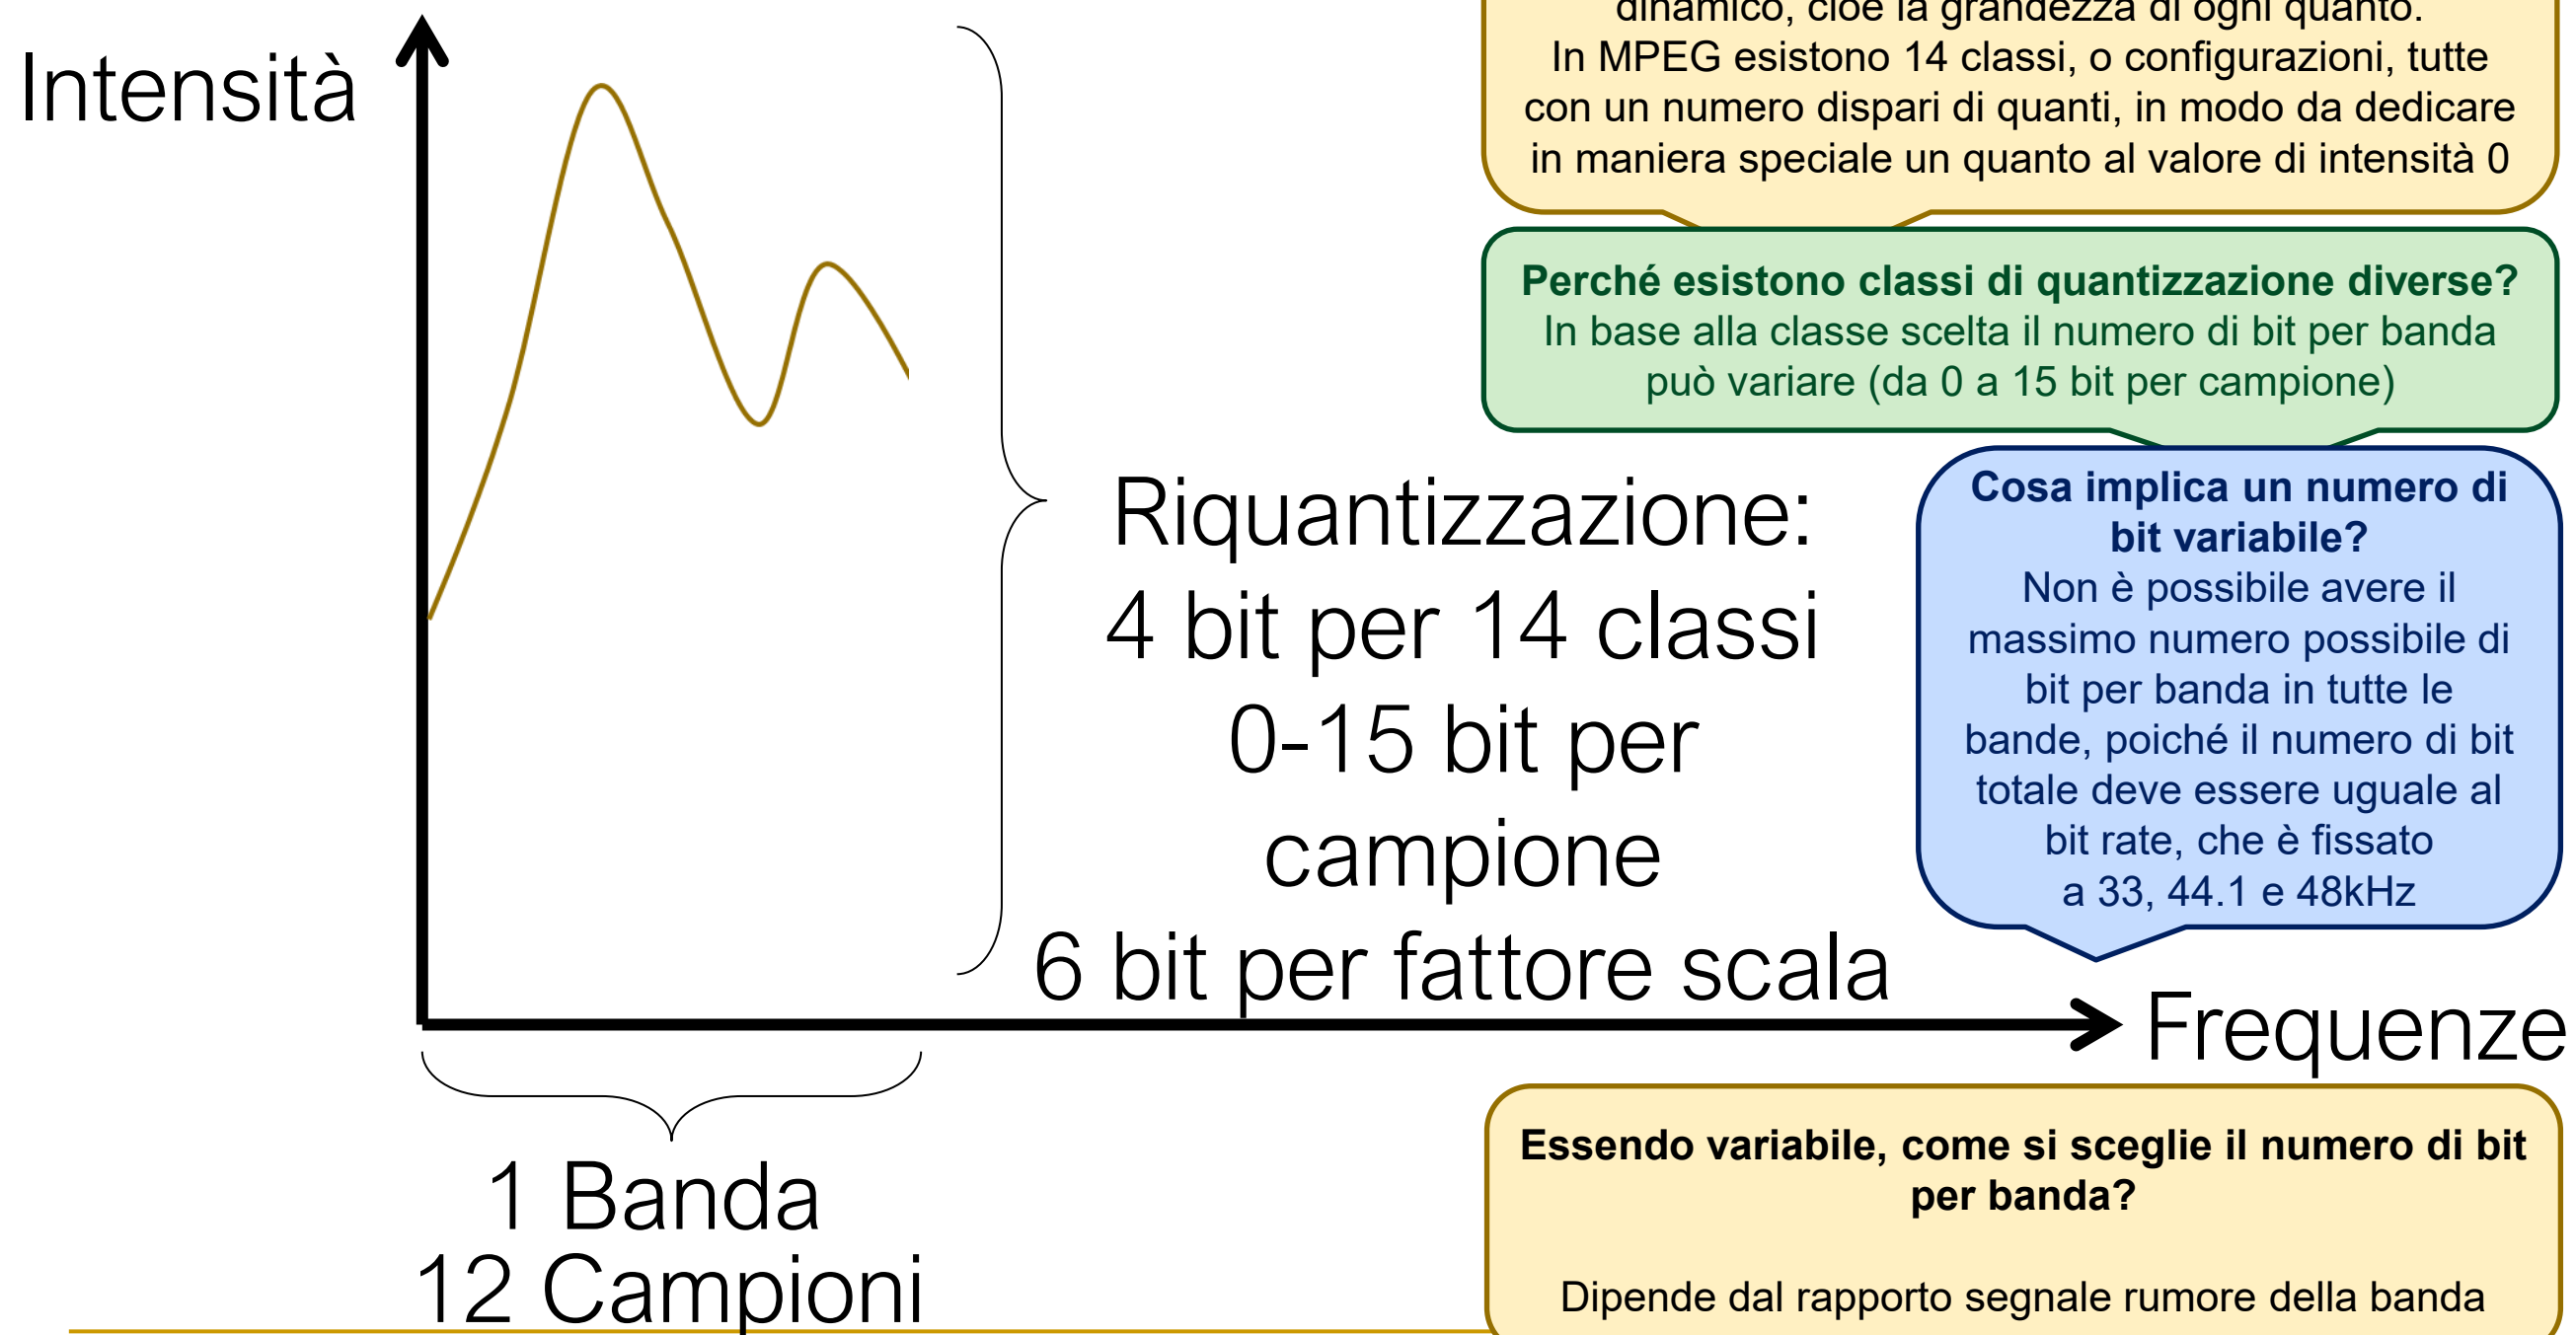 Intensità
dinamico, cioè la grandezza di ogni quanto.
In MPEG esistono 14 classi, o configurazioni, tutte
con un numero dispari di quanti, in modo da dedicare
in maniera speciale un quanto al valore di intensità 0
Perché esistono classi di quantizzazione diverse?
In base alla classe scelta il numero di bit per banda
può variare (da 0 a 15 bit per campione)
Riquantizzazione:
4 bit per 14 classi
0-15 bit per
campione
6 bit per fattore scala
Cosa implica un numero di
bit variabile?
Non è possibile avere il
massimo numero possibile di
bit per banda in tutte le
bande, poiché il numero di bit
totale deve essere uguale al
bit rate, che è fissato
a 33, 44.1 e 48kHz
Frequenze
1 Banda
12 Campioni
Essendo variabile, come si sceglie il numero di bit
per banda?
Dipende dal rapporto segnale rumore della banda